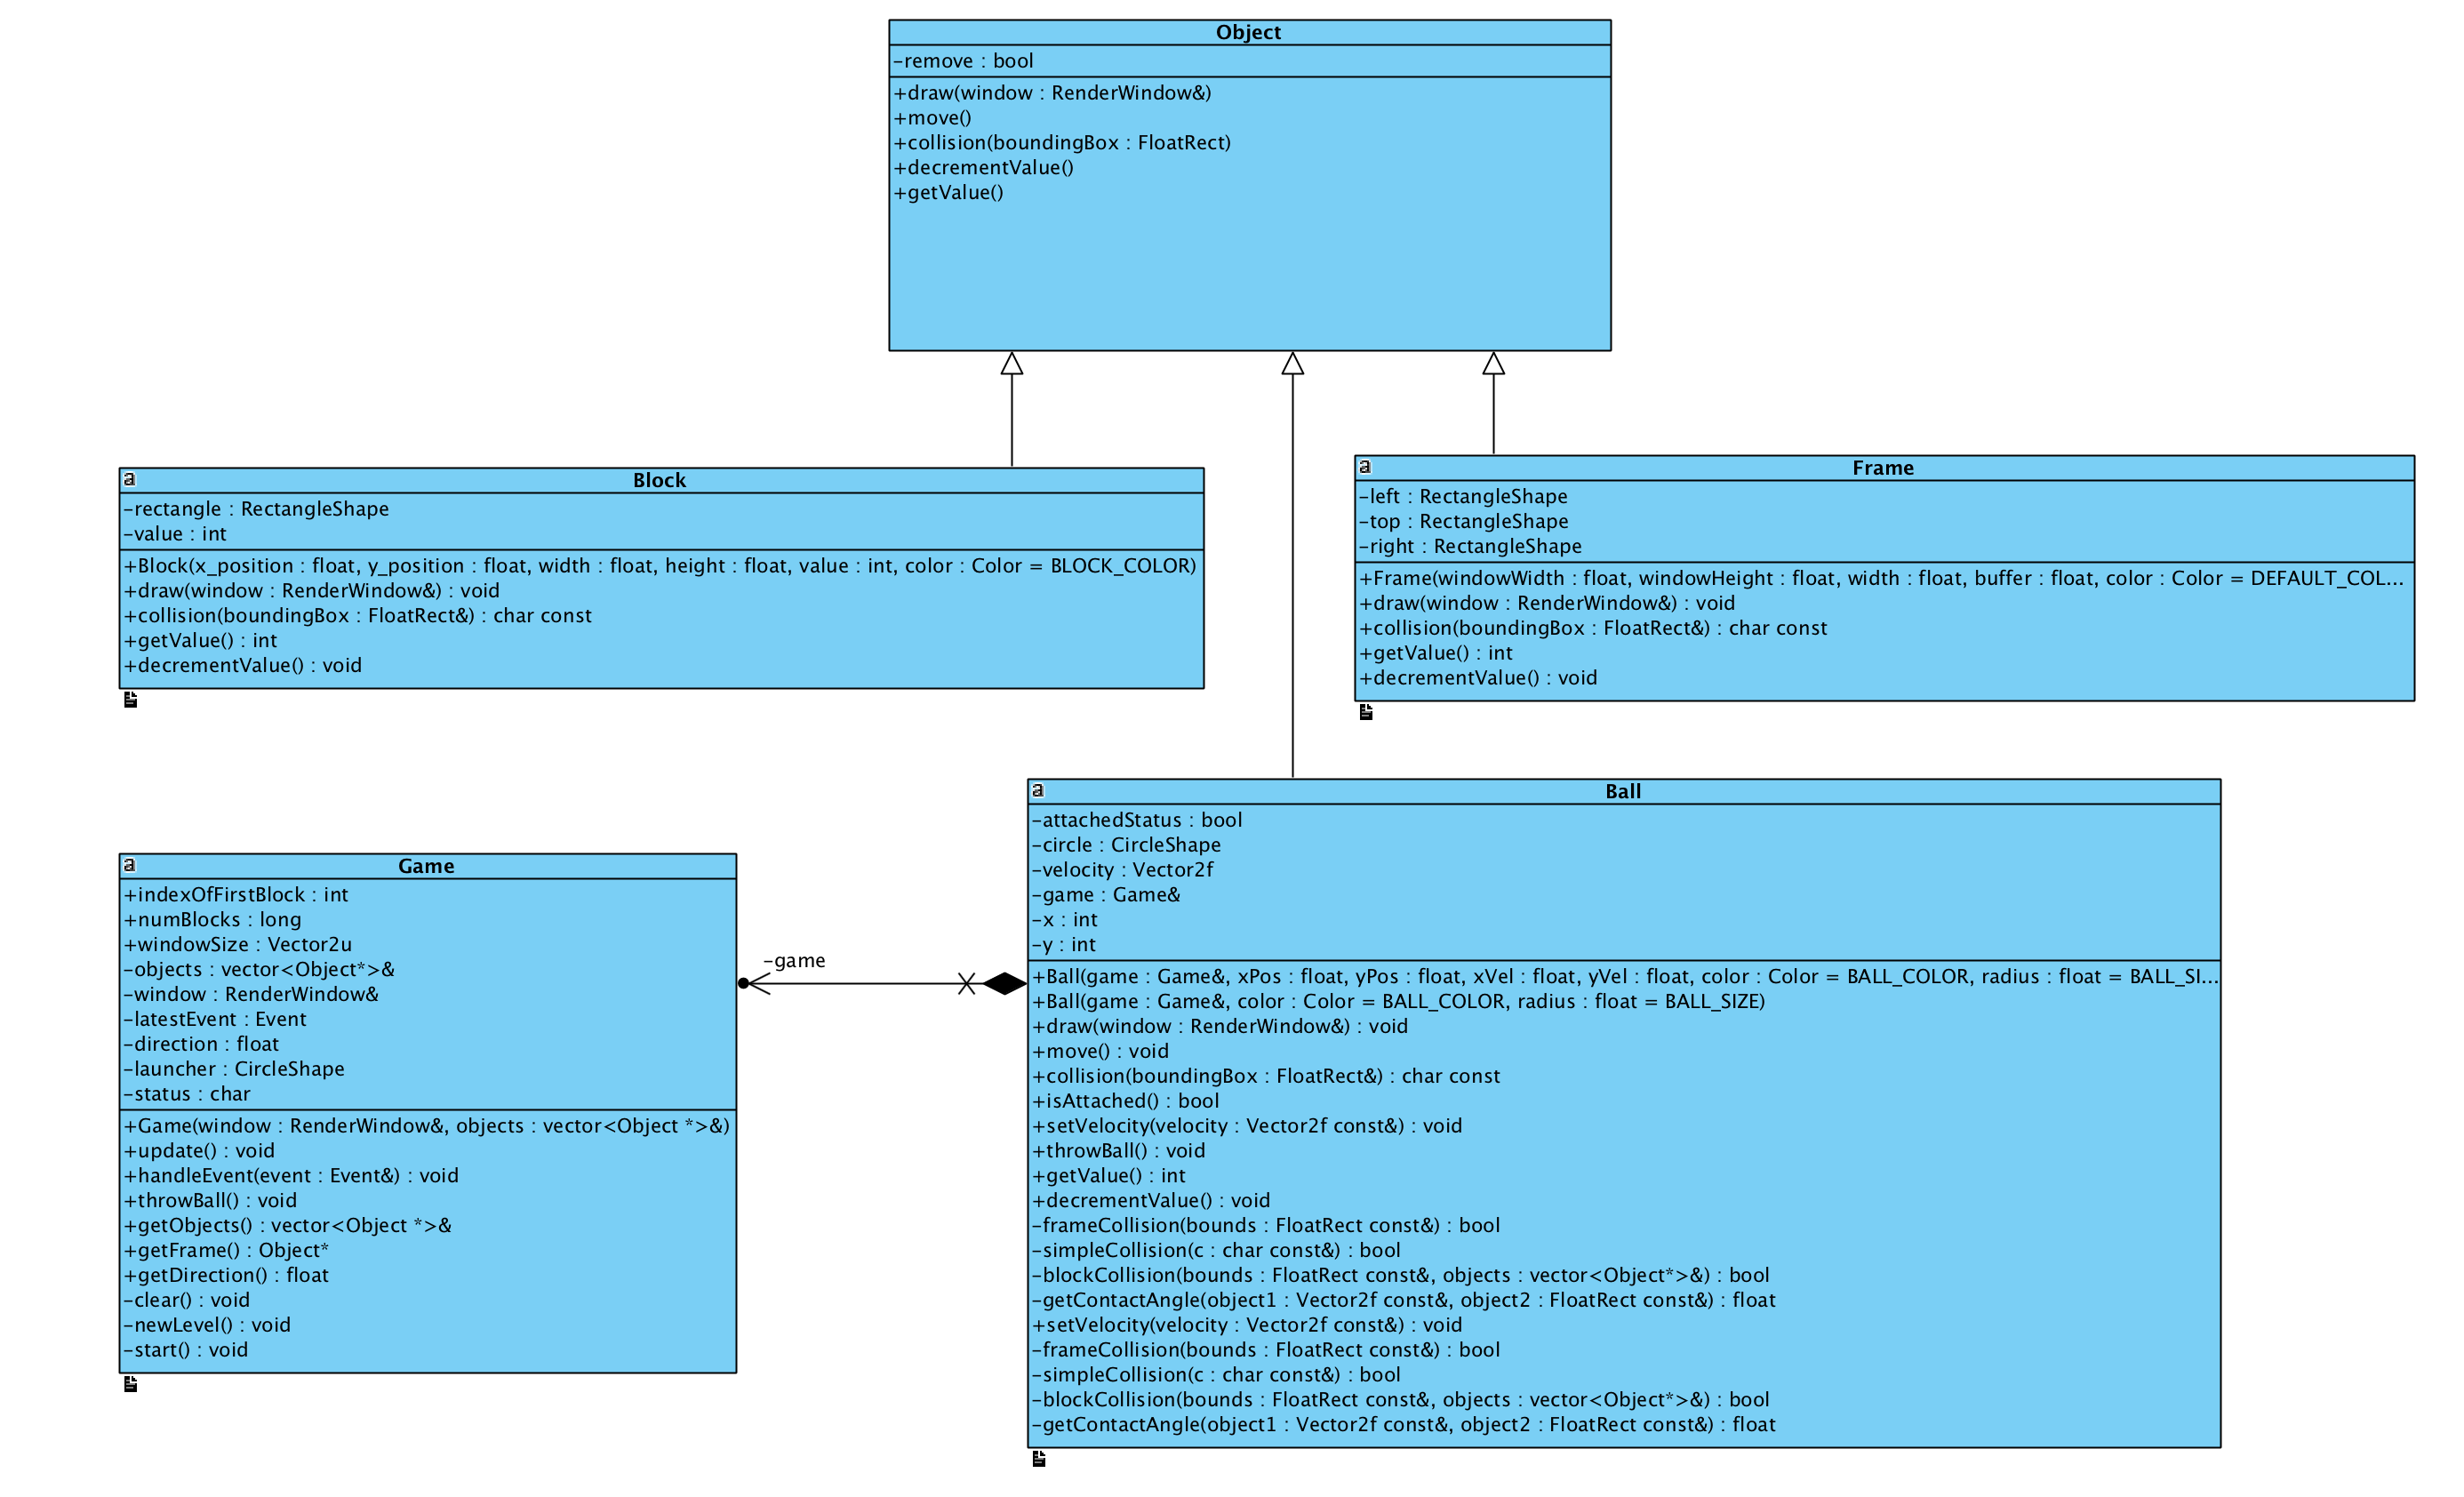 Object
-remove : bool
+draw(window : RenderWindow&)
+move()
+collision(boundingBox : FloatRect)
+decrementValue()
+getValue()
a
Block
-rectangle : RectangleShape
-value : int
+Block(x_position : float, y_position : float, width : float, height : float, value : int, color : Color = BLOCK_COLOR)
+draw(window : RenderWindow&) : void
+collision(boundingBox : FloatRect&) : char const
+getValue() : int
+decrementValue() : void
a
Frame
-left : RectangleShape
-top : RectangleShape
-right : RectangleShape
+Frame(windowWidth : float, windowHeight : float, width : float, buffer : float, color : Color = DEFAULT_COL...
+draw(window : RenderWindow&) : void
+collision(boundingBox : FloatRect&) : char const
+getValue() : int
+decrementValue() : void
a
Game
+indexOfFirstBlock : int
+numBlocks : long
+windowSize : Vector2u
-objects : vector<Object*>&
-window : RenderWindow&
-latestEvent : Event
-direction : float
-launcher : CircleShape
-status : char
+Game(window : RenderWindow&, objects : vector<Object *>&)
+update() : void
+handleEvent(event : Event&) : void
+throwBall() : void
+getObjects() : vector<Object *>&
+getFrame() : Object*
+getDirection() : float
-clear() : void
-newLevel() : void
-start() : void
-game
a
Ball
-attachedStatus : bool
-circle : CircleShape
-velocity : Vector2f
-game : Game&
-x : int
-y : int
+Ball(game : Game&, xPos : float, yPos : float, xVel : float, yVel : float, color : Color = BALL_COLOR, radius : float = BALL_SI...
+Ball(game : Game&, color : Color = BALL_COLOR, radius : float = BALL_SIZE)
+draw(window : RenderWindow&) : void
+move() : void
+collision(boundingBox : FloatRect&) : char const
+isAttached() : bool
+setVelocity(velocity : Vector2f const&) : void
+throwBall() : void
+getValue() : int
+decrementValue() : void
-frameCollision(bounds : FloatRect const&) : bool
-simpleCollision(c : char const&) : bool
-blockCollision(bounds : FloatRect const&, objects : vector<Object*>&) : bool
-getContactAngle(object1 : Vector2f const&, object2 : FloatRect const&) : float
+setVelocity(velocity : Vector2f const&) : void
-frameCollision(bounds : FloatRect const&) : bool
-simpleCollision(c : char const&) : bool
-blockCollision(bounds : FloatRect const&, objects : vector<Object*>&) : bool
-getContactAngle(object1 : Vector2f const&, object2 : FloatRect const&) : float